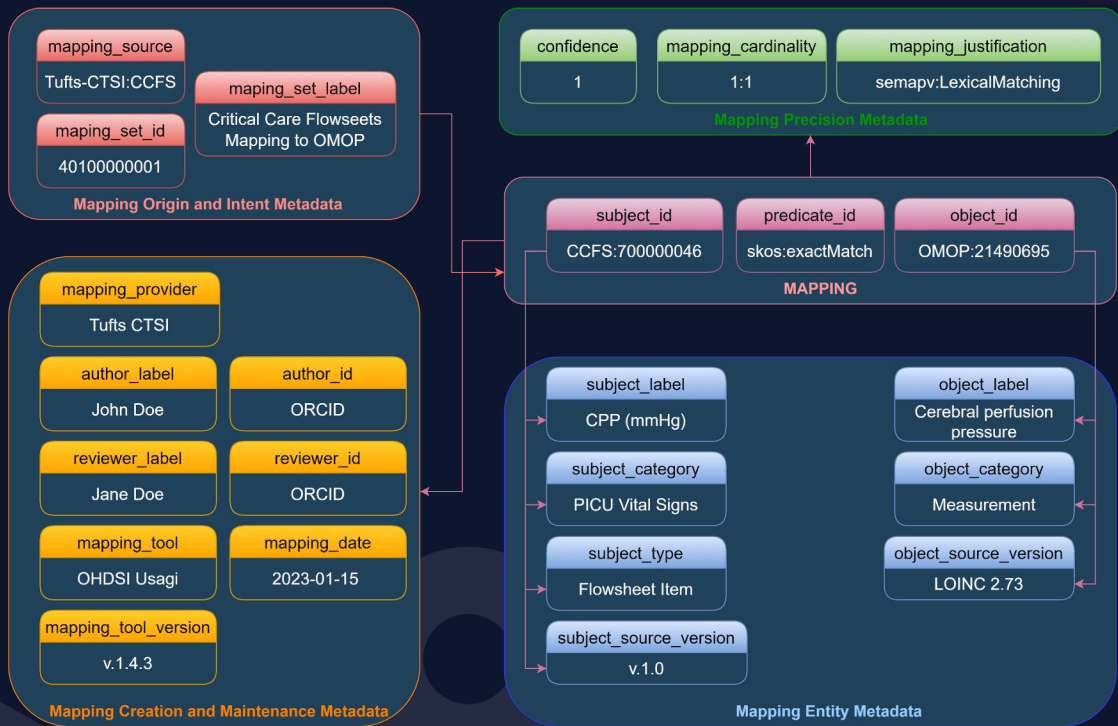 mapping_source
Tufts-CTSI:CCFS
maping_set_id
40100000001
maping_set_label
Critical Care Flowseets
Mapping to OMOP
Mapping Origin and Intent Metadata
confidence
1
mapping_cardinality
1:1
mapping_justification
semapv:LexicalMatching
Mapping Precision Metadata
subject_id
CCFS:700000046
predicate_id
skos:exactMatch
object_id
OMOP:21490695
MAPPING
mapping_provider
Tufts CTSI
author_label
John Doe
author_id
ORCID
reviewer_label
Jane Doe
reviewer_id
ORCID
mapping_tool
OHDSI Usagi
mapping_date
2023-01-15
mapping_tool_version
v.1.4.3
Mapping Creation and Maintenance Metadata
subject_label
CPP (mmHg)
subject_category
PICU Vital Signs
subject_type
Flowsheet Item
subject_source_version
v.1.0
object_label
Cerebral perfusion
pressure
object_category
Measurement
object_source_version
LOINC 2.73
Mapping Entity Metadata